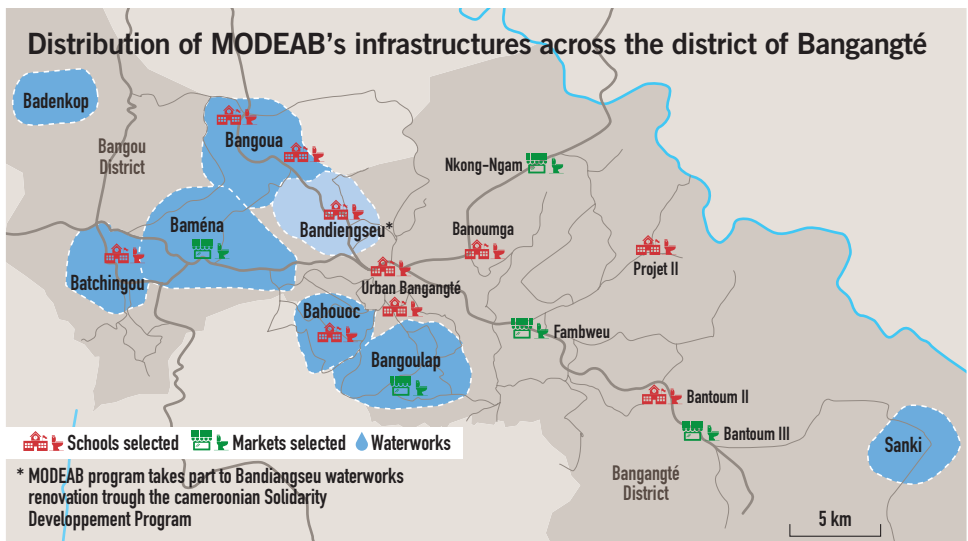 Distribution of MODEAB's infrastructures across the district of Bangangté
Badenkop
Bangou
District
Bangoua
Nkong-Ngam
Bandiengseu*
Baména
Banoumga
Projet II
Batchingou
Urban Bangangté
Bahouoc
Fambweu
Bangoulap
Bantoum II
Bantoum III
Sanki
Schools selected
Markets selected
Waterworks
Bangangté
District
* MODEAB program takes part to Bandiangseu waterworks
renovation trough the cameroonian Solidarity
Developpement Program
5 km